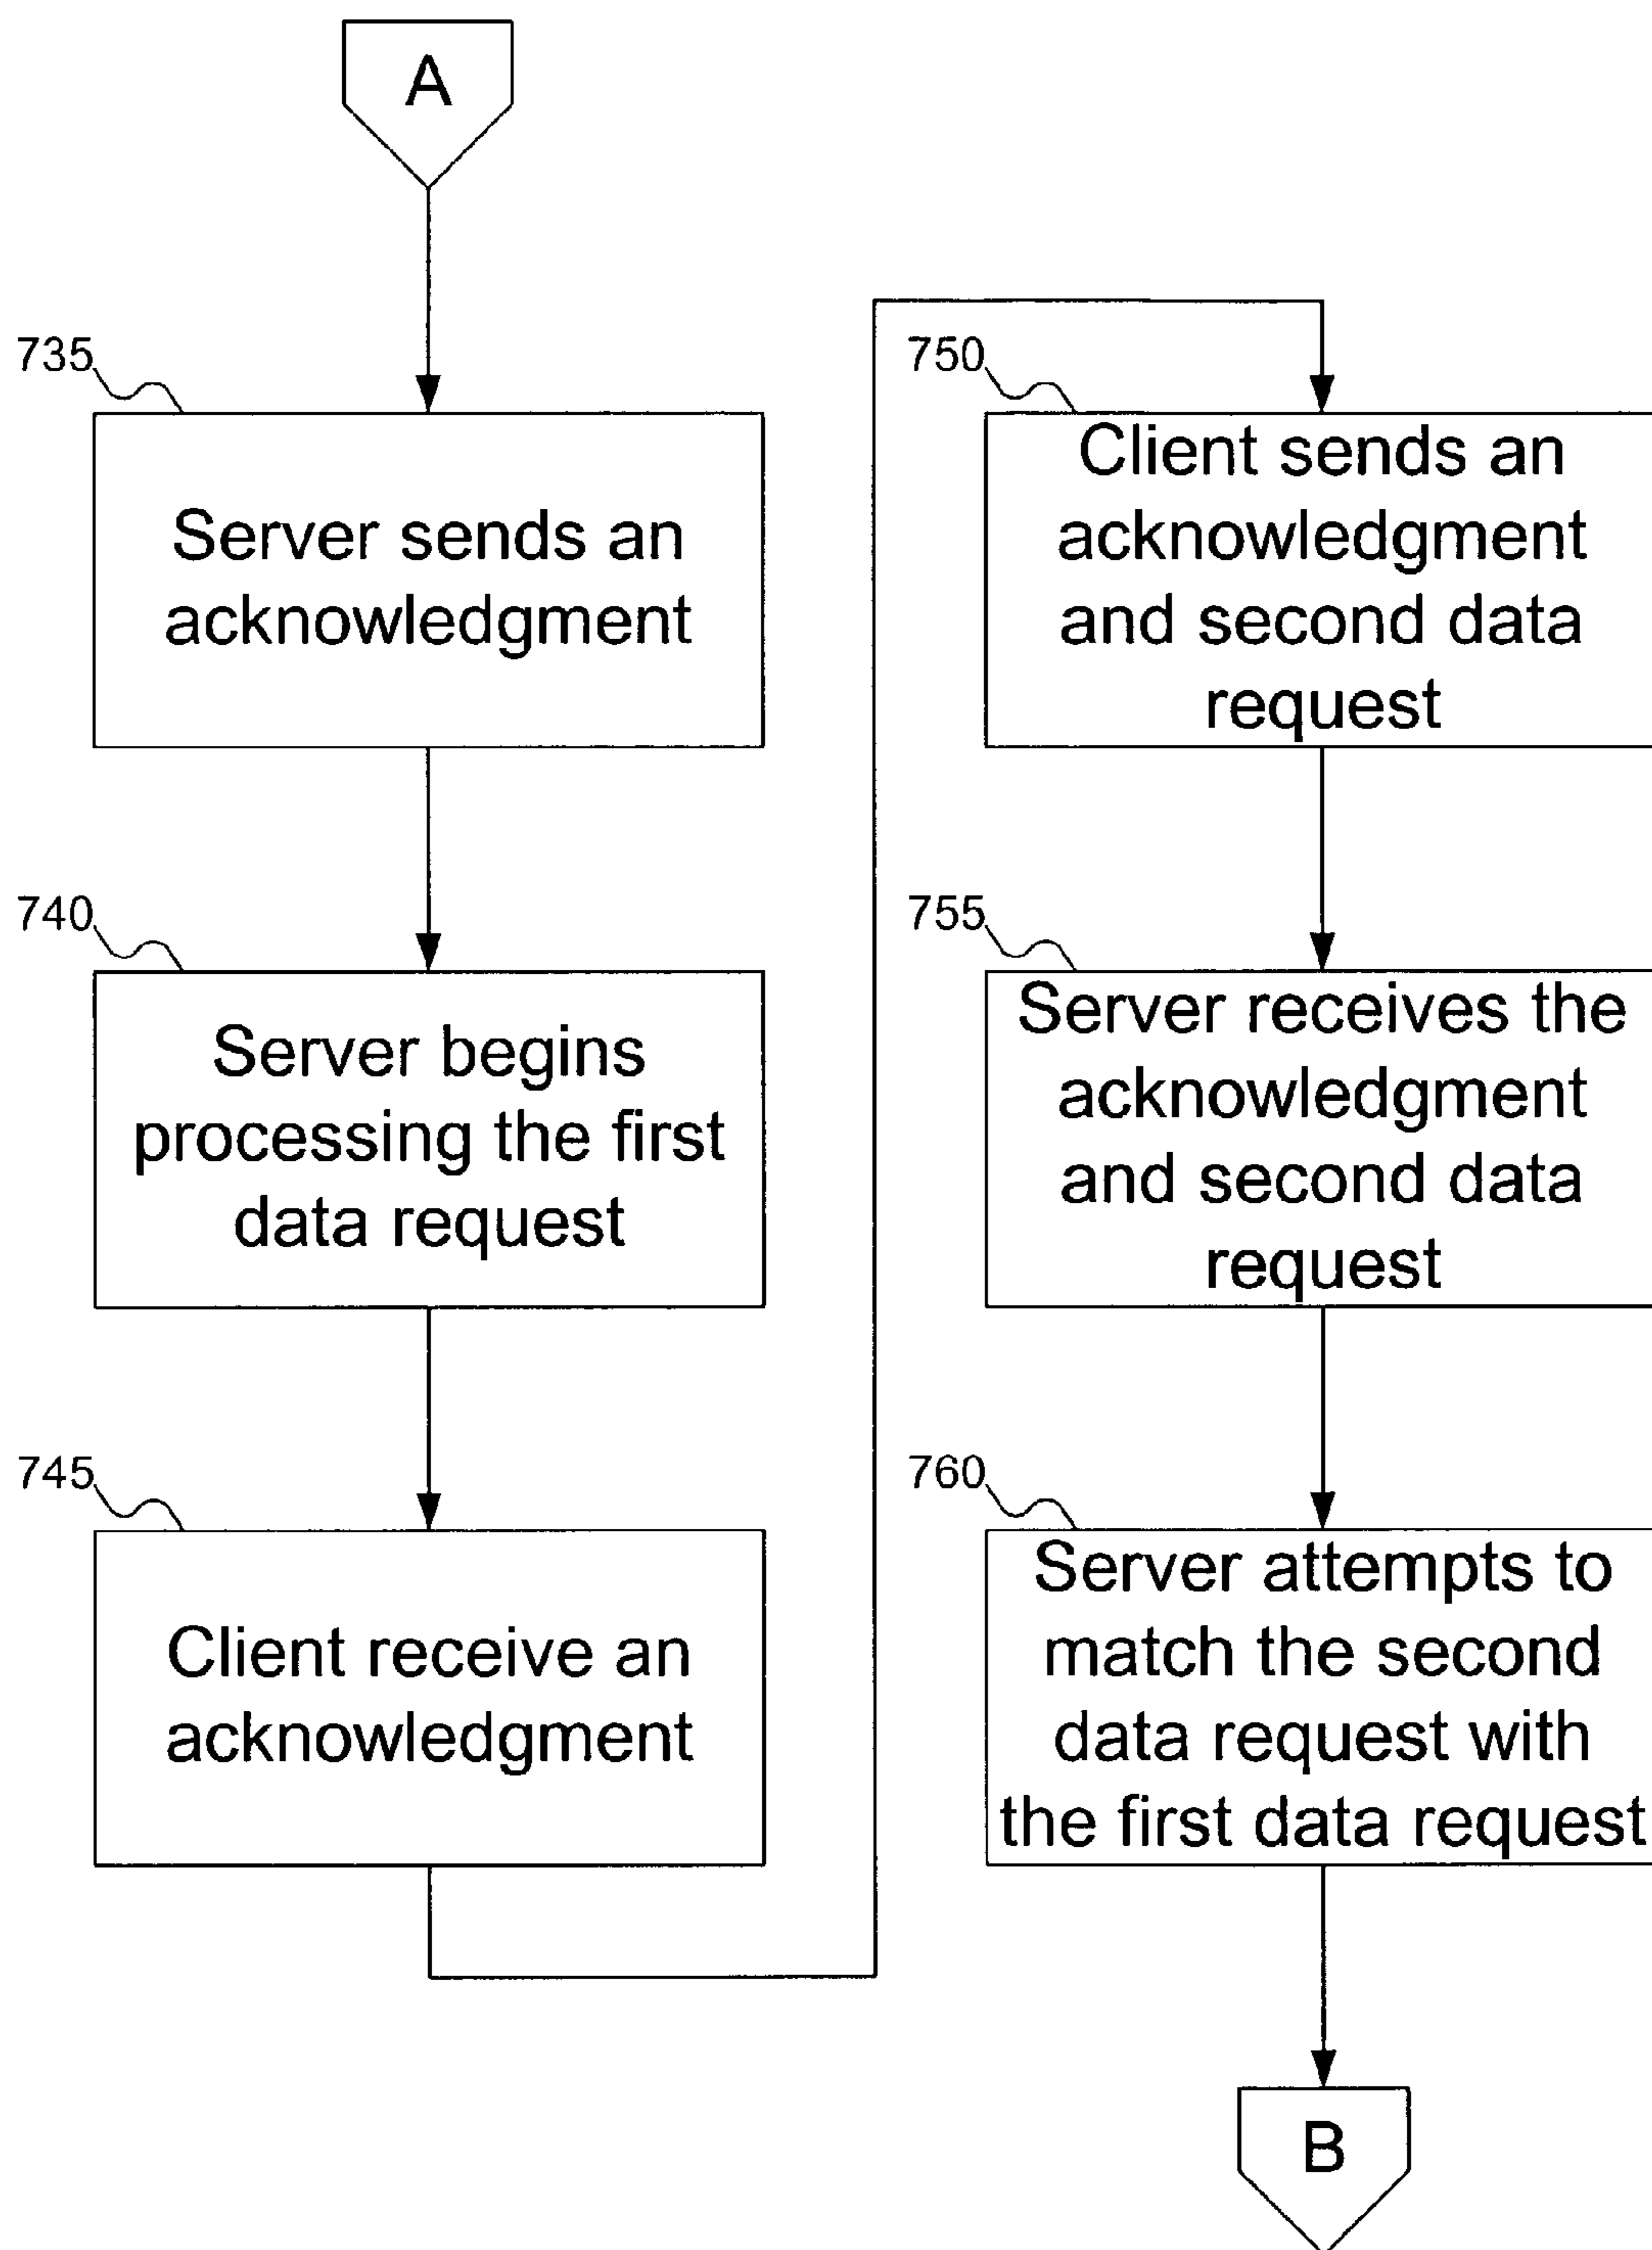 A
735
Server sends an
acknowledgment
740
Server begins
processing the first
data request
745
Client receive an
acknowledgment
750
Client sends an
acknowledgment
and second data
request
755
Server receives the
acknowledgment
and second data
request
760
Server attempts to
match the second
data request with
the first data request
B